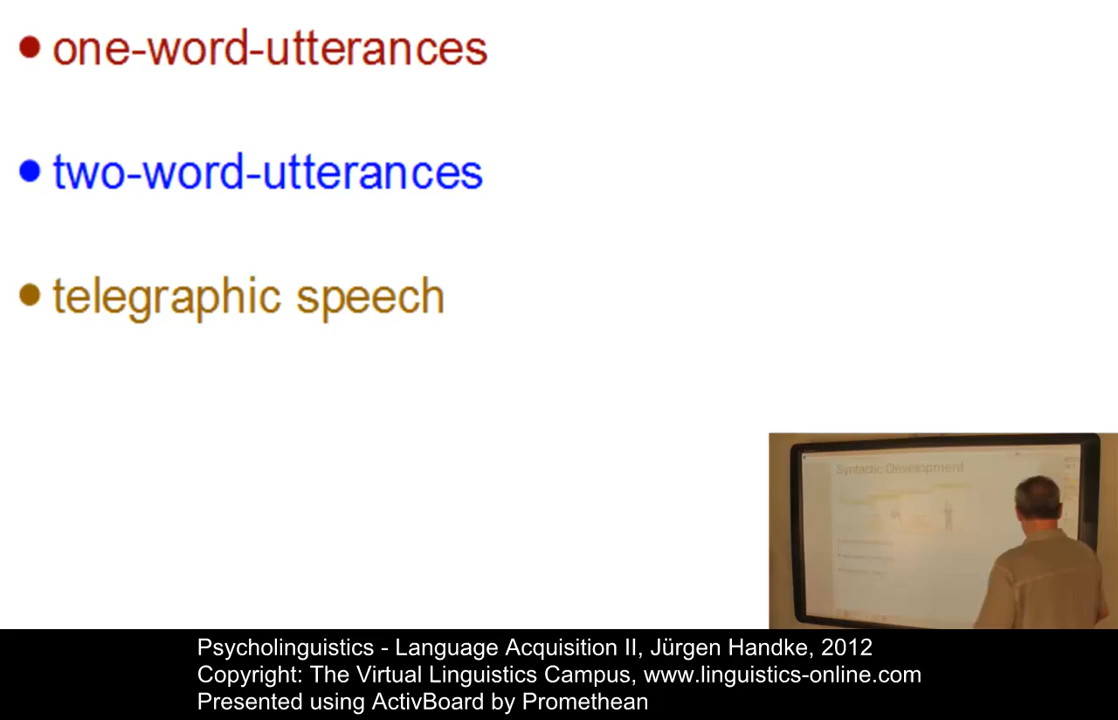 • one-word-utterances
• two-word-utterances
• telegraphic speech
Syntactic Development
Psycholinguistics - Language Acquisition II, Jürgen Handke, 2012
Copyright: The Virtual Linguistics Campus, www.linguistics-online.com
Presented using ActivBoard by Promethean